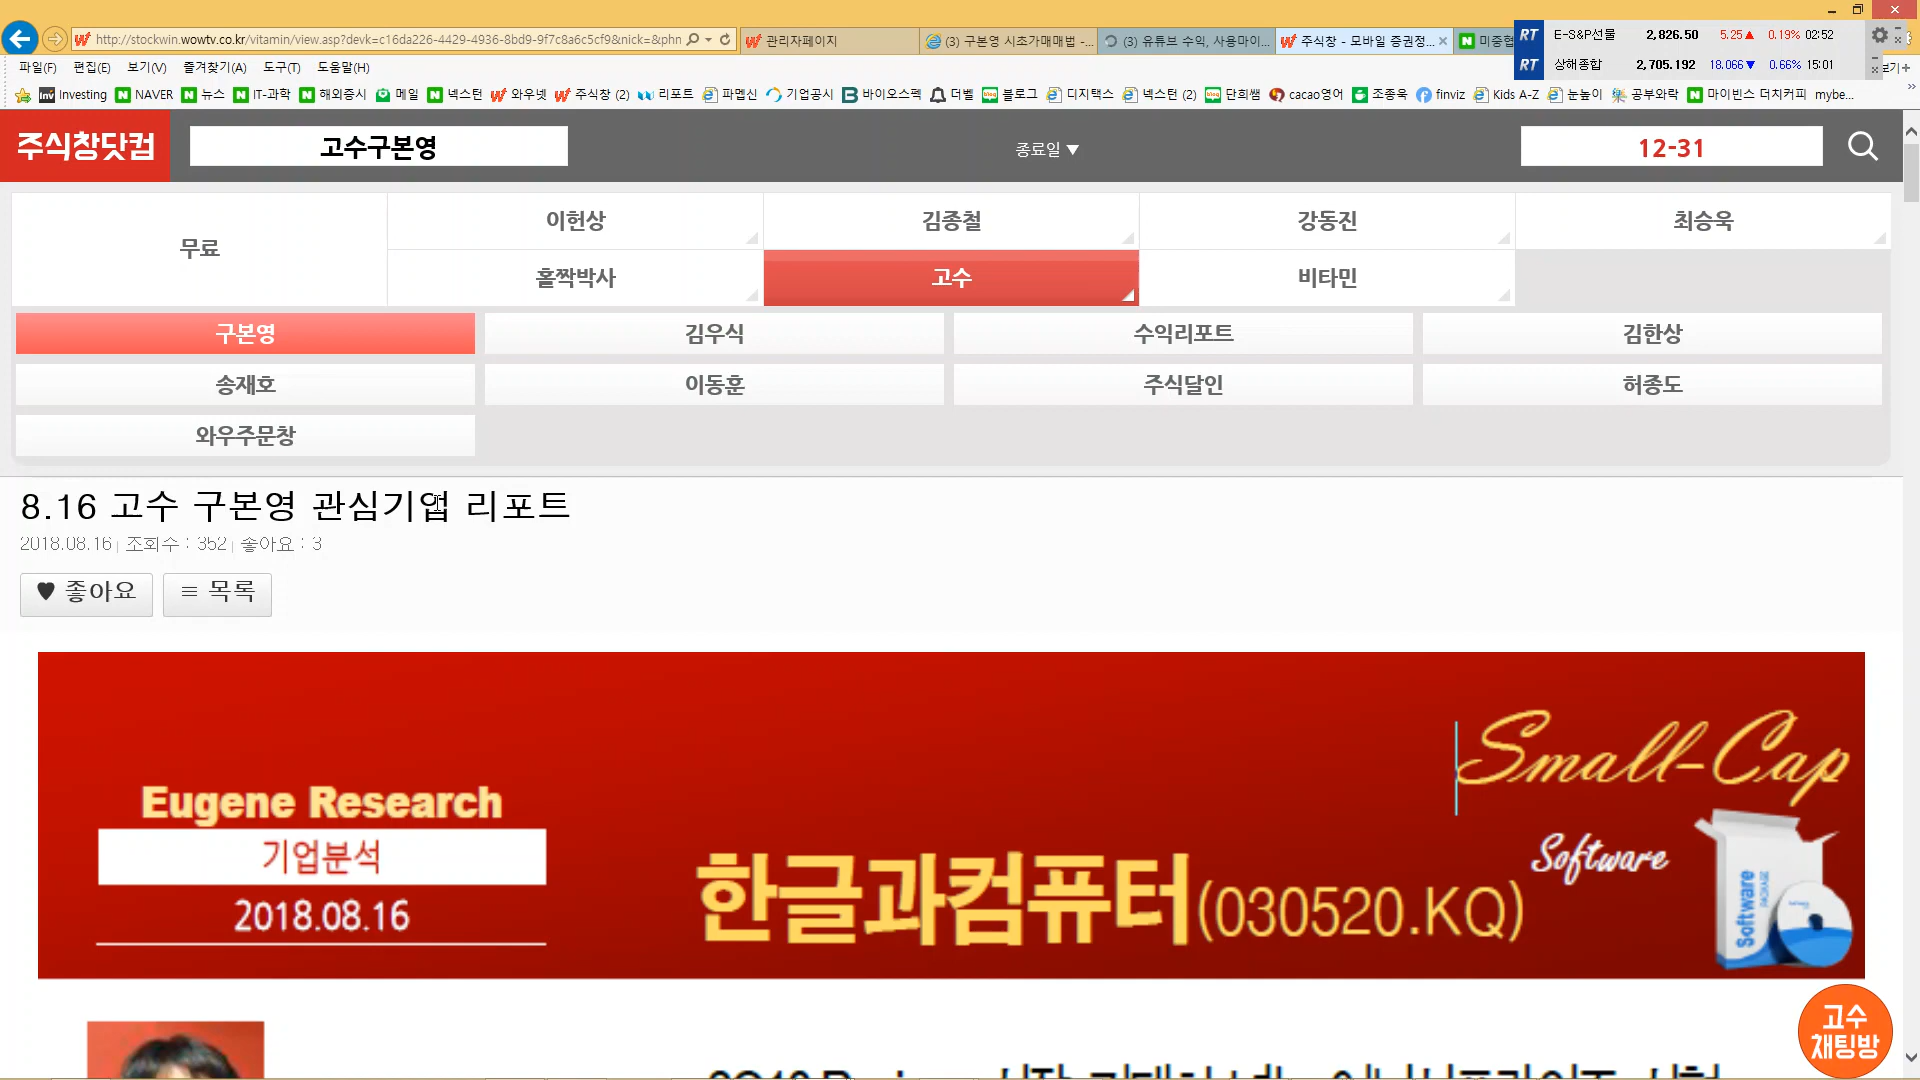 http://stockwin.wowtv.co.kr/vitamin/view.asp?devk=c16da226-4429-4936-8bd9-9f7c8a6c5cf9&nick=&phn
관리자페이지
(3) 구본영 시초가매매법 -...
(3) 유튜브 수익, 사용마이...
주식창 - 모바일 증권정...
미중협
RT E-S&P선물 2,826.50 5.25▲ 0.19% 02:52
RT 상해종합 2,705.192 18.066▼ 0.66% 15:01
파일(F) 편집(E) 보기(V) 즐겨찾기(A) 도구(T) 도움말(H)
Investing NAVER 뉴스 IT-과학 해외증시 메일 넥스턴 와우넷 주식창 (2) 리포트 파멥신 기업공시 바이오스펙 더벨 블로그 디지택스 넥스턴 (2) 단희쌤 cacao영어 조종욱 finviz Kids A-Z 눈높이 공부와락 마이빈스 더치커피 mybe...
주식창닷컴 고수구본영 종료일 ▼ 12-31
이헌상 김종철 강동진 최승욱
무료
홀짝박사 고수 비타민
구본영 김우식 수익리포트 김한상
송재호 이동훈 주식달인 허종도
와우주문창
8.16 고수 구본영 관심기업 리포트
2018.08.16 | 조회수 : 352 | 좋아요 : 3
♥ 좋아요 ≡ 목록
Small-Cap
Eugene Research
기업분석
2018.08.16
한글과컴퓨터(030520.KQ)
Software
Software
고수
채팅방